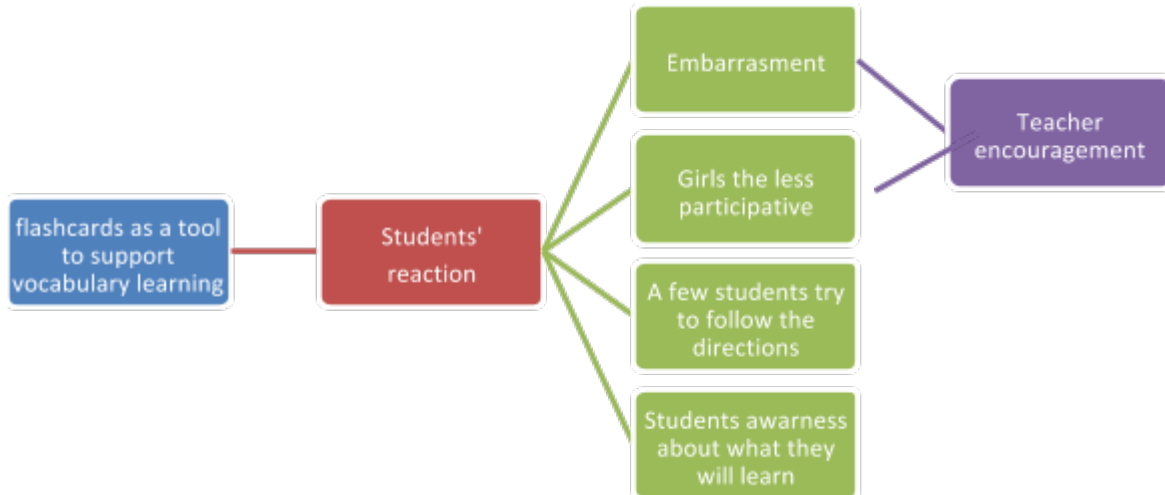 flashcards as a tool
to support
vocabulary learning
Students'
reaction
Embarrasment
Girls the less
participative
A few students try
to follow the
directions
Students awarness
about what they
will learn
Teacher
encouragement